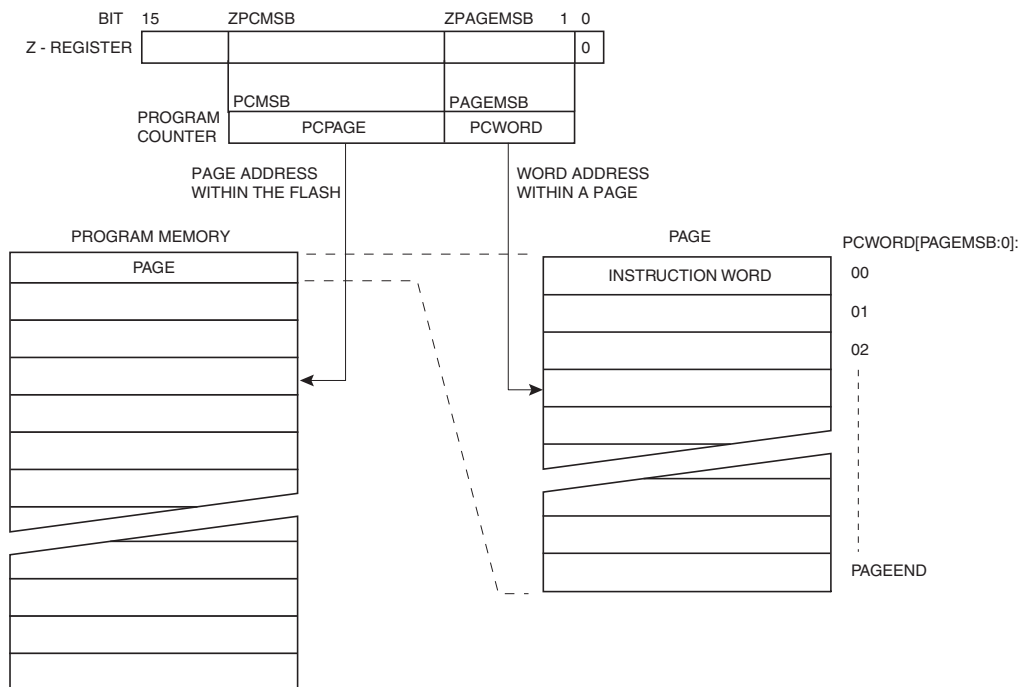 BIT 15 ZPCMSB ZPAGEMSB 1 0
Z - REGISTER 0
PCMSB PAGEMSB
PROGRAM
COUNTER
PCPAGE PCWORD
PAGE ADDRESS
WITHIN THE FLASH
WORD ADDRESS
WITHIN A PAGE
PROGRAM MEMORY
PAGE
PAGE
PCWORD[PAGEMSB:0]:
INSTRUCTION WORD
00
01
02
PAGEEND